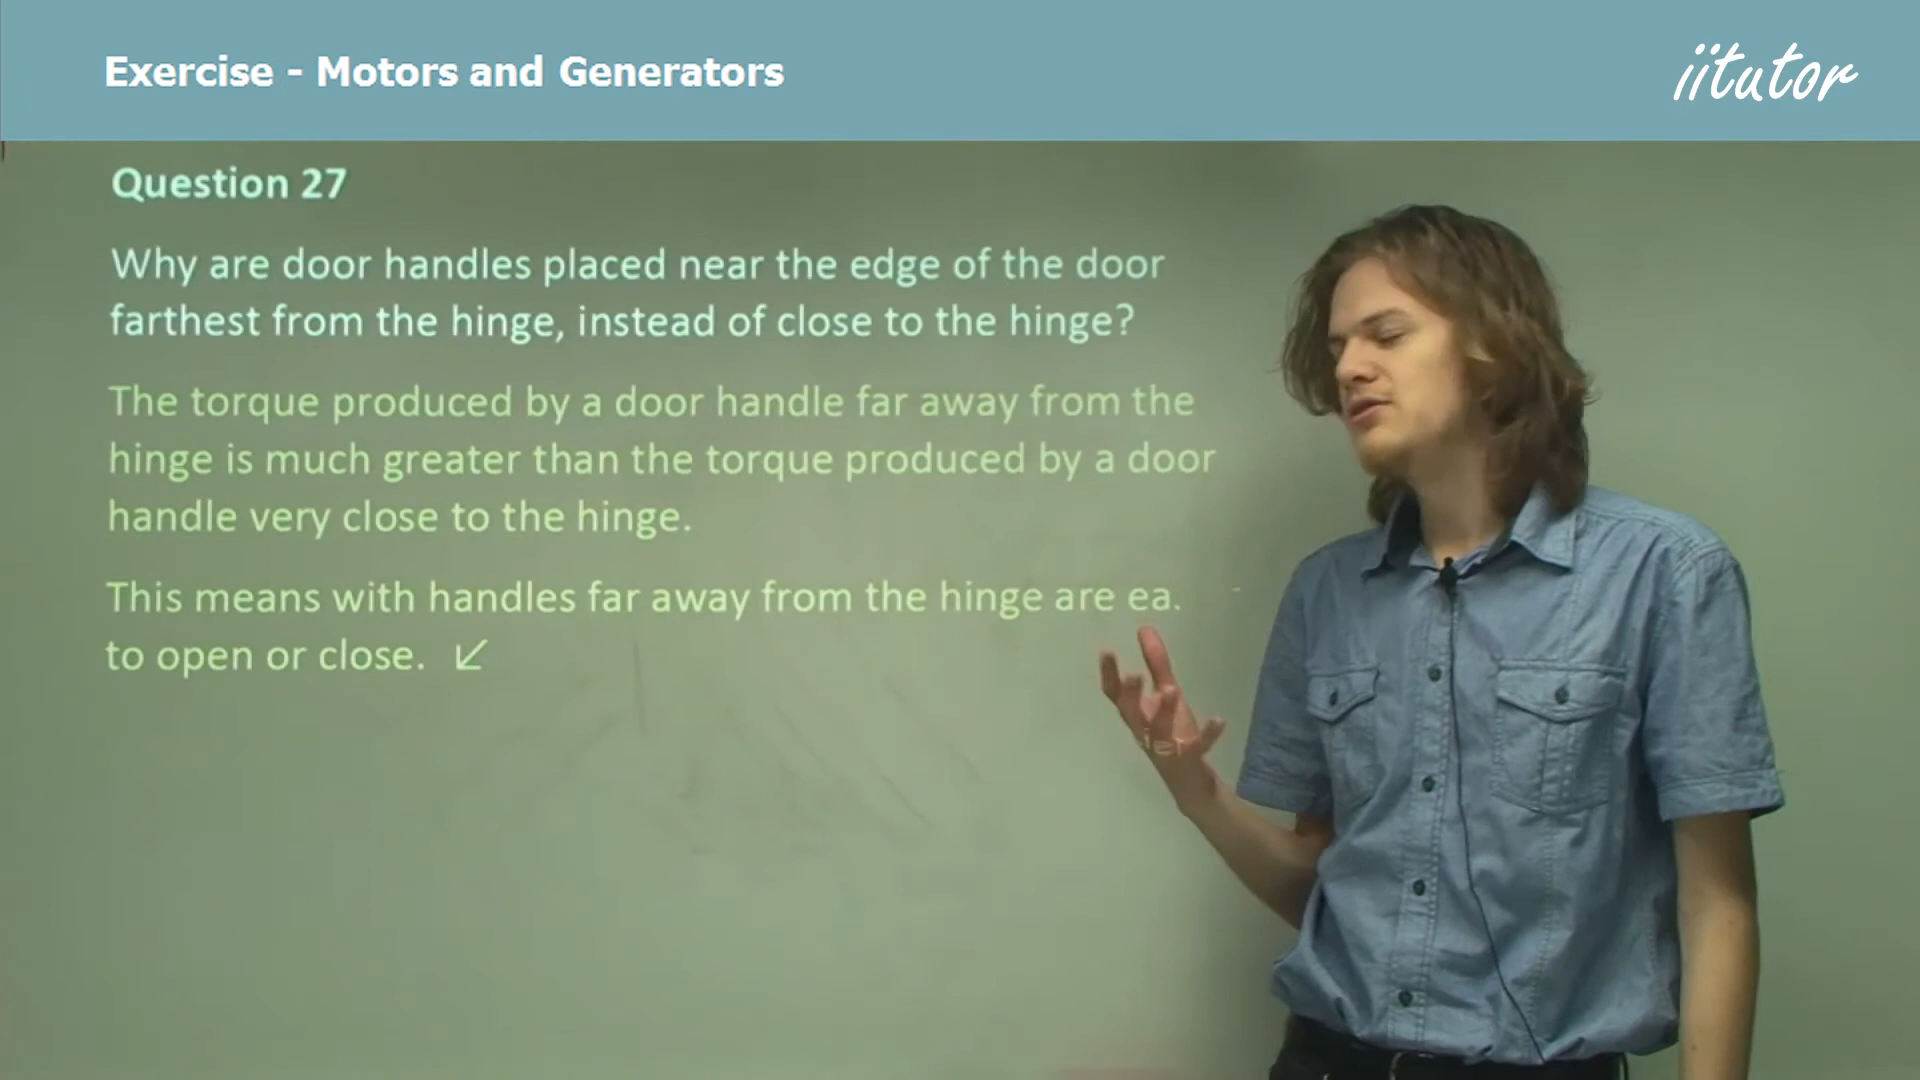 Exercise - Motors and Generators
iitutor
Question 27
Why are door handles placed near the edge of the door
farthest from the hinge, instead of close to the hinge?
The torque produced by a door handle far away from the
hinge is much greater than the torque produced by a door
handle very close to the hinge.
This means with handles far away from the hinge are
to open or close.